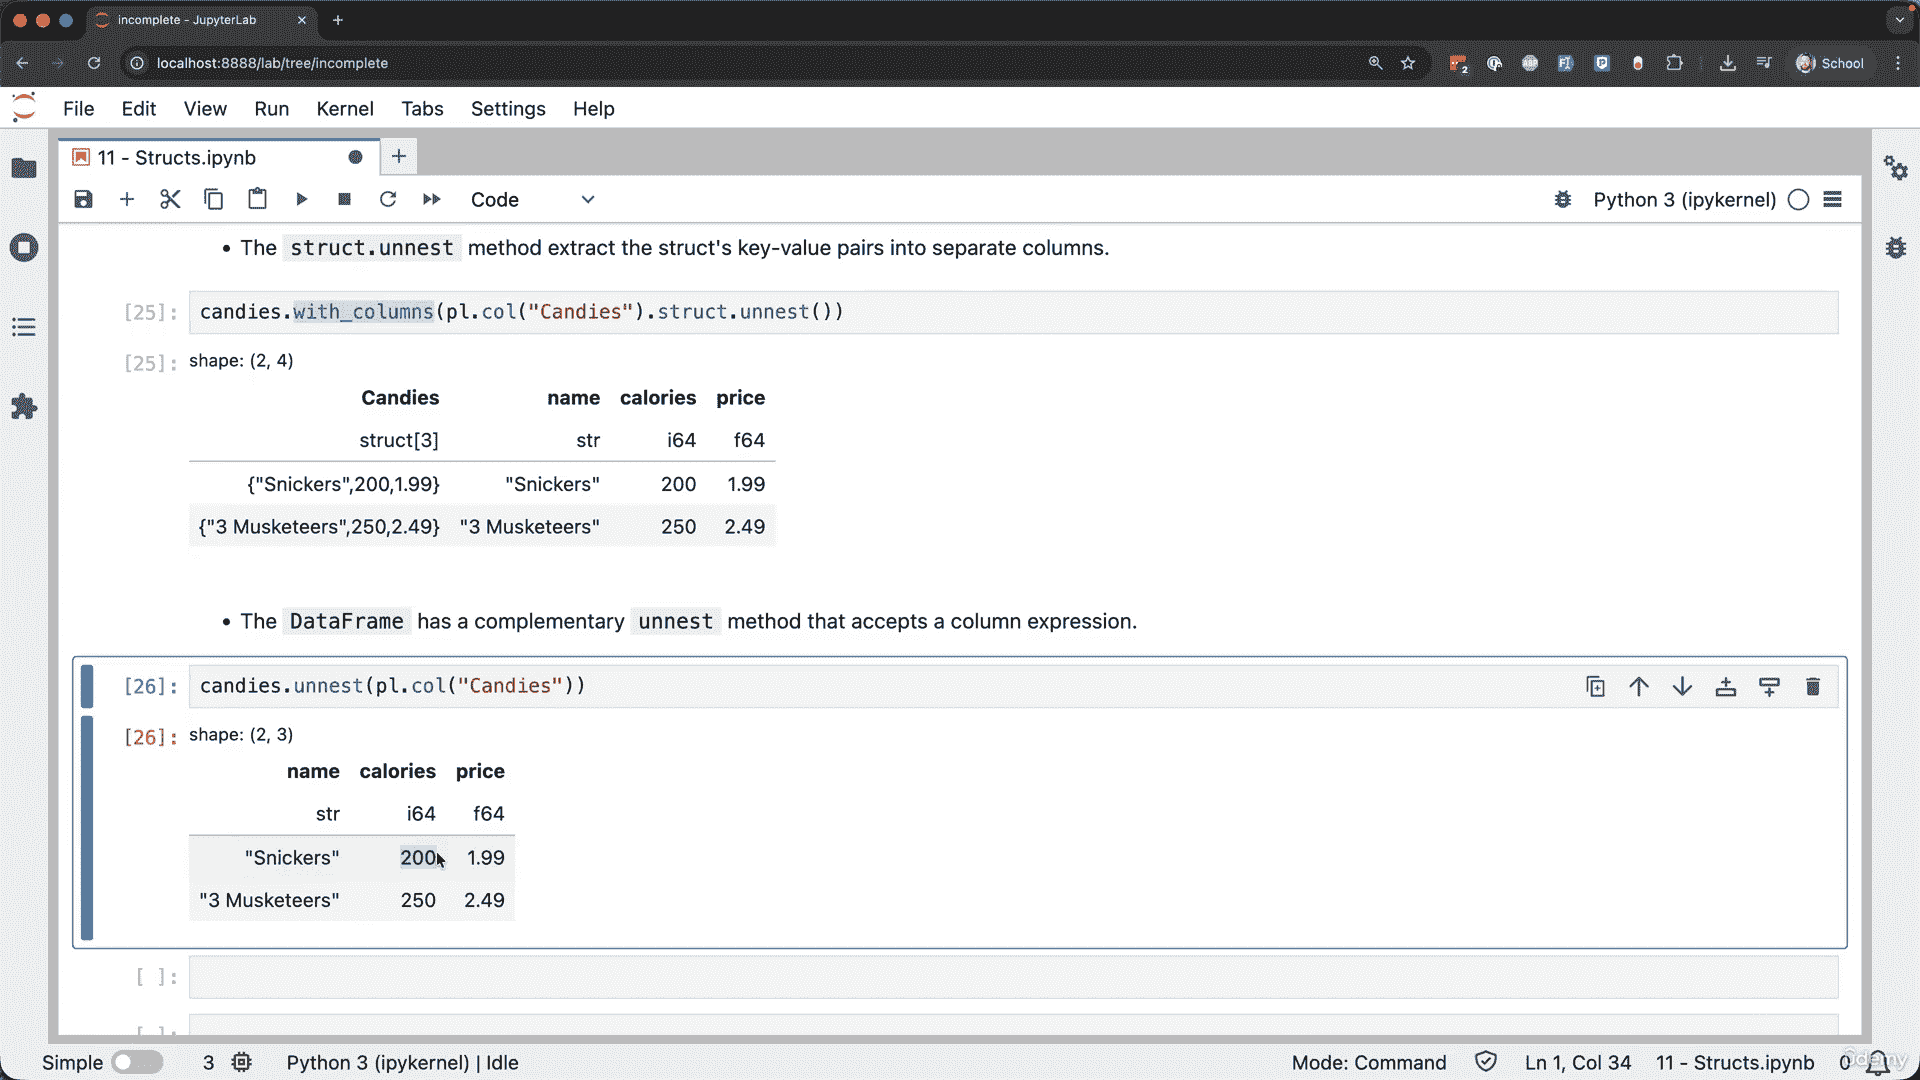 incomplete - JupyterLab
localhost:8888/lab/tree/incomplete
2
School
File Edit View Run Kernel Tabs Settings Help
11 - Structs.ipynb
Code
Python 3 (ipykernel)
• The struct.unnest method extract the struct's key-value pairs into separate columns.
[25]: candies.with_columns(pl.col("Candies").struct.unnest())
[25]: shape: (2, 4)
Candies name calories price
struct[3] str i64 f64
{"Snickers",200,1.99} "Snickers" 200 1.99
{"3 Musketeers",250,2.49} "3 Musketeers" 250 2.49
• The DataFrame has a complementary unnest method that accepts a column expression.
[26]: candies.unnest(pl.col("Candies"))
[26]: shape: (2, 3)
name calories price
str i64 f64
"Snickers" 200 1.99
"3 Musketeers" 250 2.49
[ ]:
[ ]:
Simple 3 Python 3 (ipykernel) | Idle Mode: Command Ln 1, Col 34 11 - Structs.ipynb 0
udemy